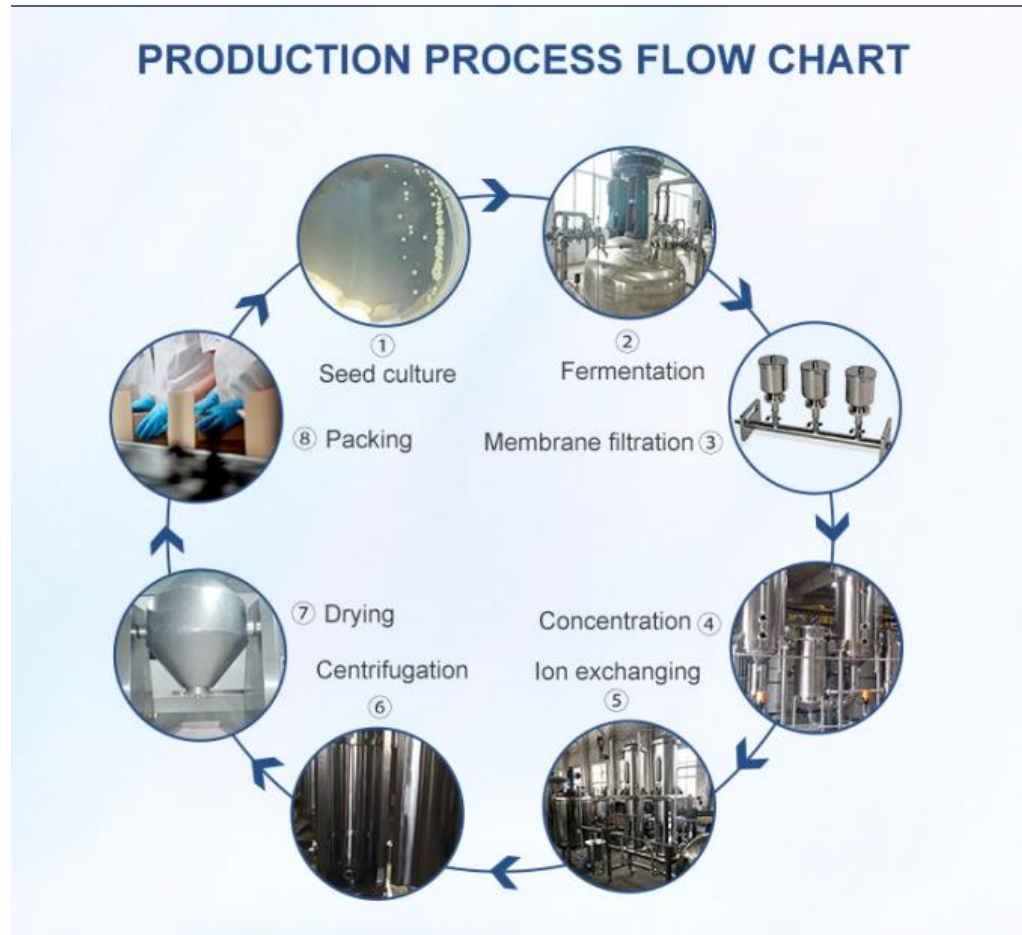 PRODUCTION PROCESS FLOW CHART
①
Seed culture
②
Fermentation
Membrane filtration ③
Concentration ④
Ion exchanging
⑤
Centrifugation
⑥
⑦ Drying
⑧ Packing